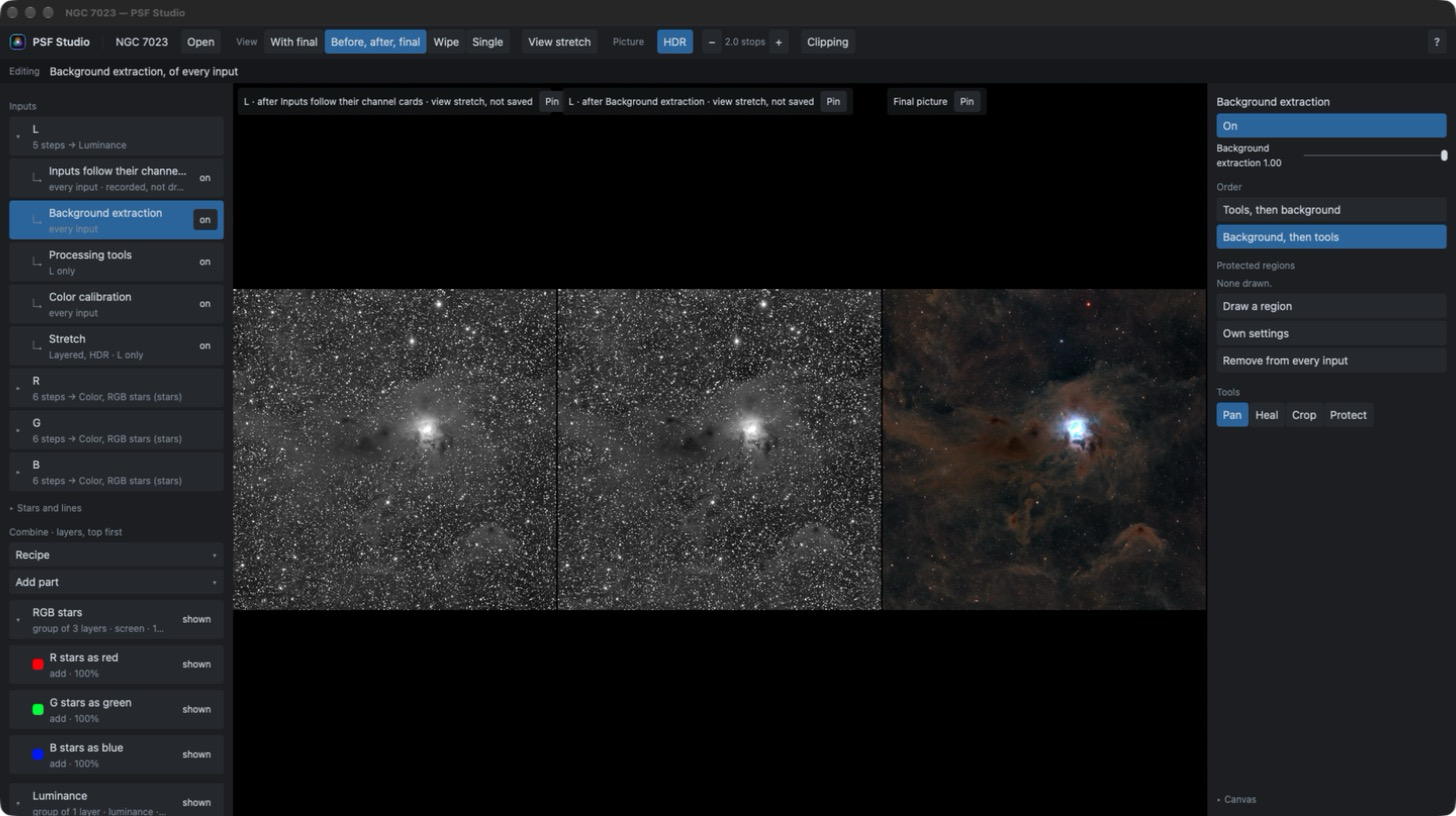 NGC 7023 — PSF Studio
PSF Studio NGC 7023 Open View With final Before, after, final Wipe Single View stretch Picture HDR − 2.0 stops + Clipping ?
Editing Background extraction, of every input
Inputs
L
5 steps → Luminance
Inputs follow their channe... on
every input · recorded, not dr...
Background extraction on
every input
Processing tools on
L only
Color calibration on
every input
Stretch on
Layered, HDR · L only
R
6 steps → Color, RGB stars (stars)
G
6 steps → Color, RGB stars (stars)
B
6 steps → Color, RGB stars (stars)
Stars and lines
Combine · layers, top first
Recipe
Add part
RGB stars shown
group of 3 layers · screen · 1...
R stars as red shown
add · 100%
G stars as green shown
add · 100%
B stars as blue shown
add · 100%
Luminance shown
group of 1 layer · luminance ·...
L · after Inputs follow their channel cards · view stretch, not saved Pin
L · after Background extraction · view stretch, not saved Pin
Final picture Pin
Background extraction
On
Background
extraction 1.00
Order
Tools, then background
Background, then tools
Protected regions
None drawn.
Draw a region
Own settings
Remove from every input
Tools
Pan Heal Crop Protect
Canvas